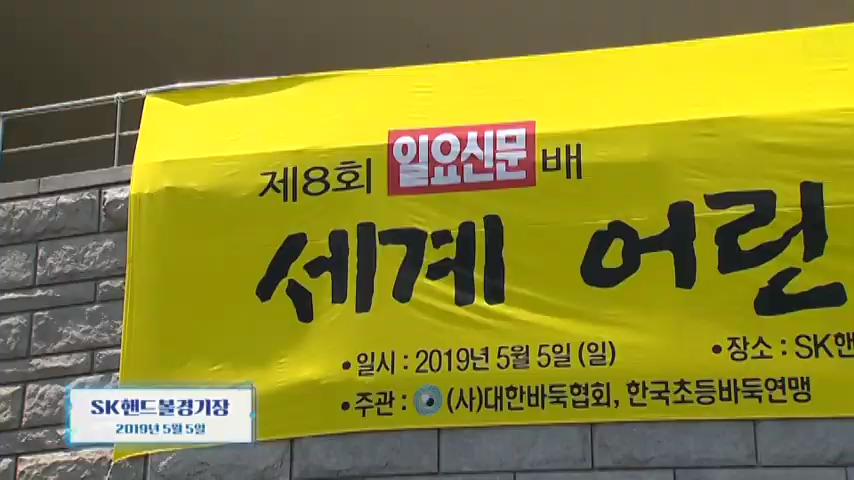 제8회 일요신문 배
세계 어린
•일시 : 2019년 5월 5일 (일)
•장소 : SK핸
•주관 : (사)대한바둑협회, 한국초등바둑연맹
SK핸드볼경기장
2019년 5월 5일